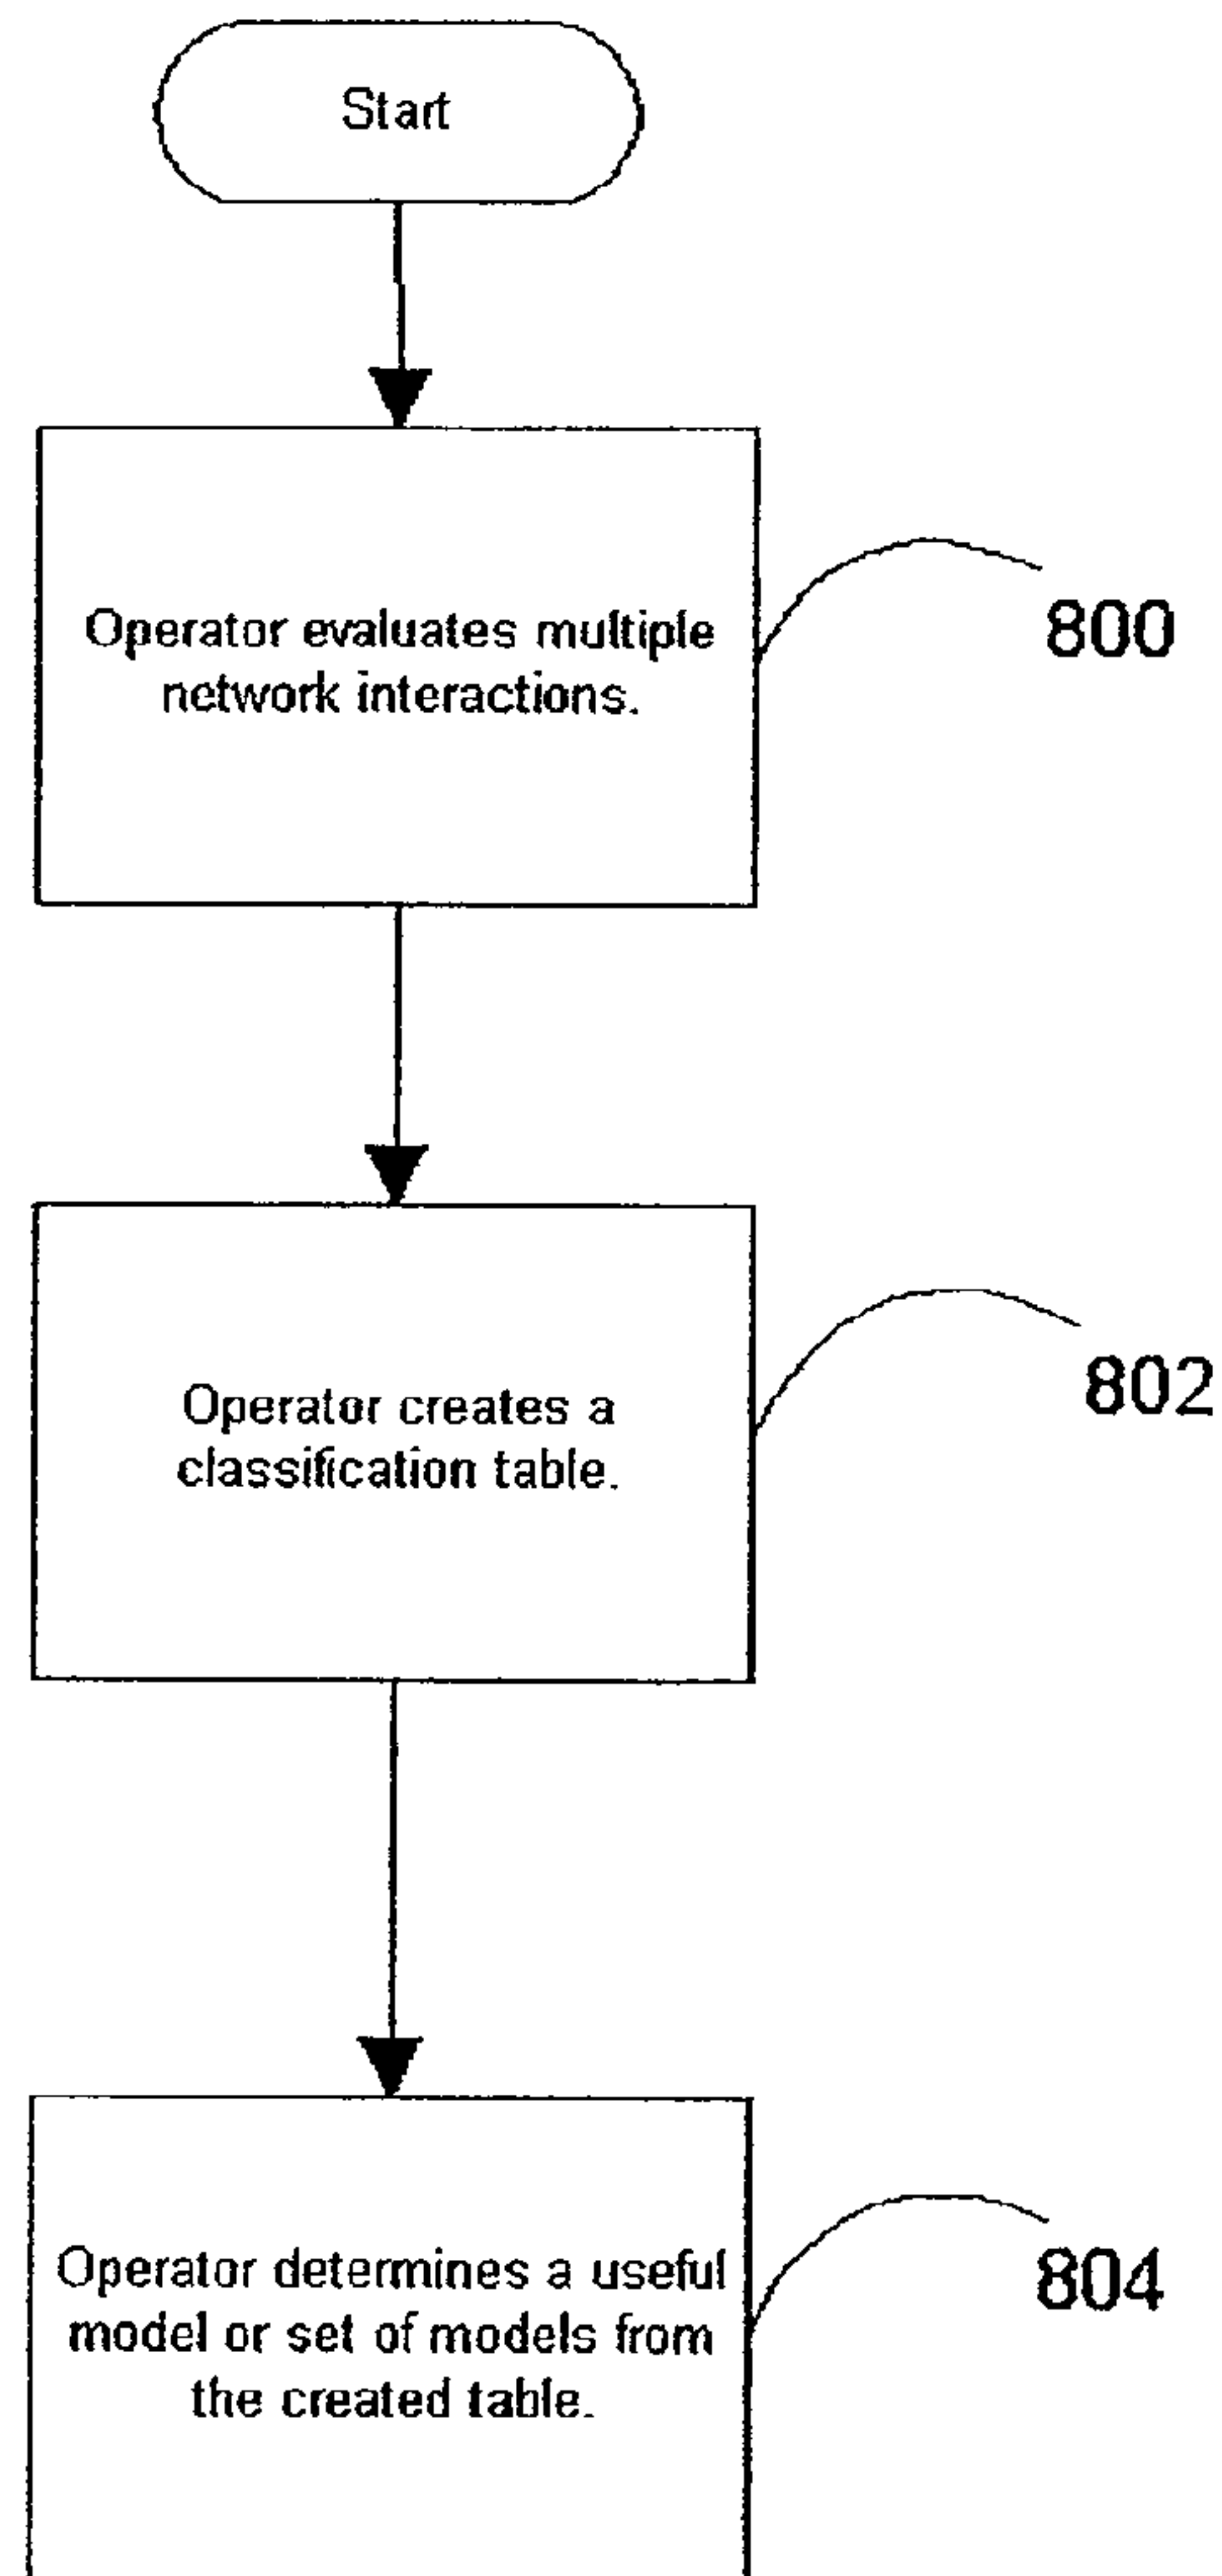 Start
Operator evaluates multiple
network interactions.
800
Operator creates a
classification table.
802
Operator determines a useful
model or set of models from
the created table.
804